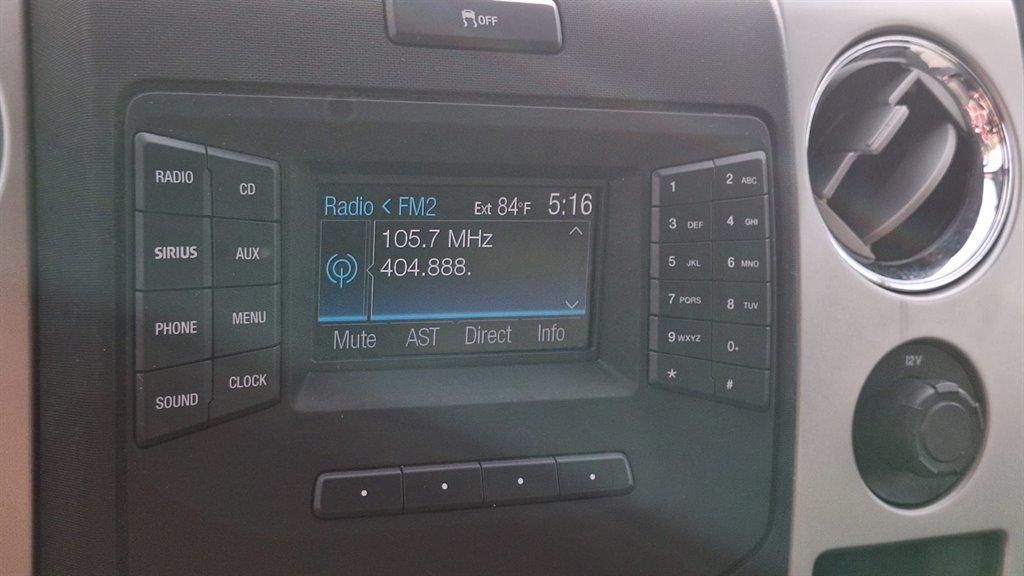 OFF
RADIO
CD
SIRIUS
AUX
PHONE
MENU
SOUND
CLOCK
Radio < FM2 Ext 84°F 5:16
105.7 MHz
404.888.
Mute AST Direct Info
1
2 ABC
3 DEF
4 GHI
5 JKL
6 MNO
7 PQRS
8 TUV
9 WXYZ
0+
*
#
12V